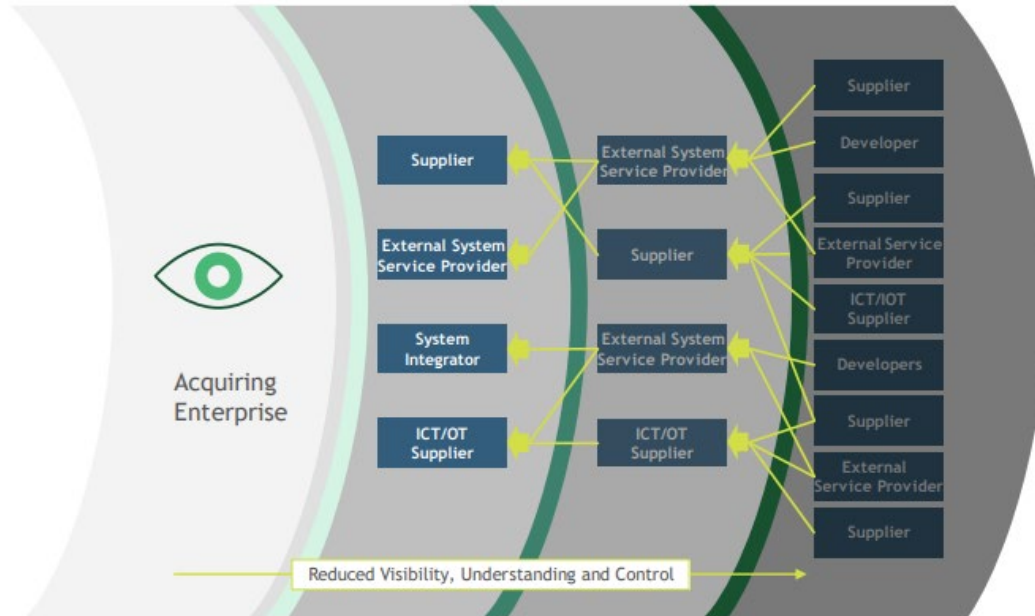 Acquiring
Enterprise
Supplier
External System
Service Provider
System
Integrator
ICT/OT
Supplier
External System
Service Provider
Supplier
External System
Service Provider
ICT/OT
Supplier
Supplier
Developer
Supplier
External Service
Provider
ICT/IOT
Supplier
Developers
Supplier
External
Service Provider
Supplier
Reduced Visibility, Understanding and Control